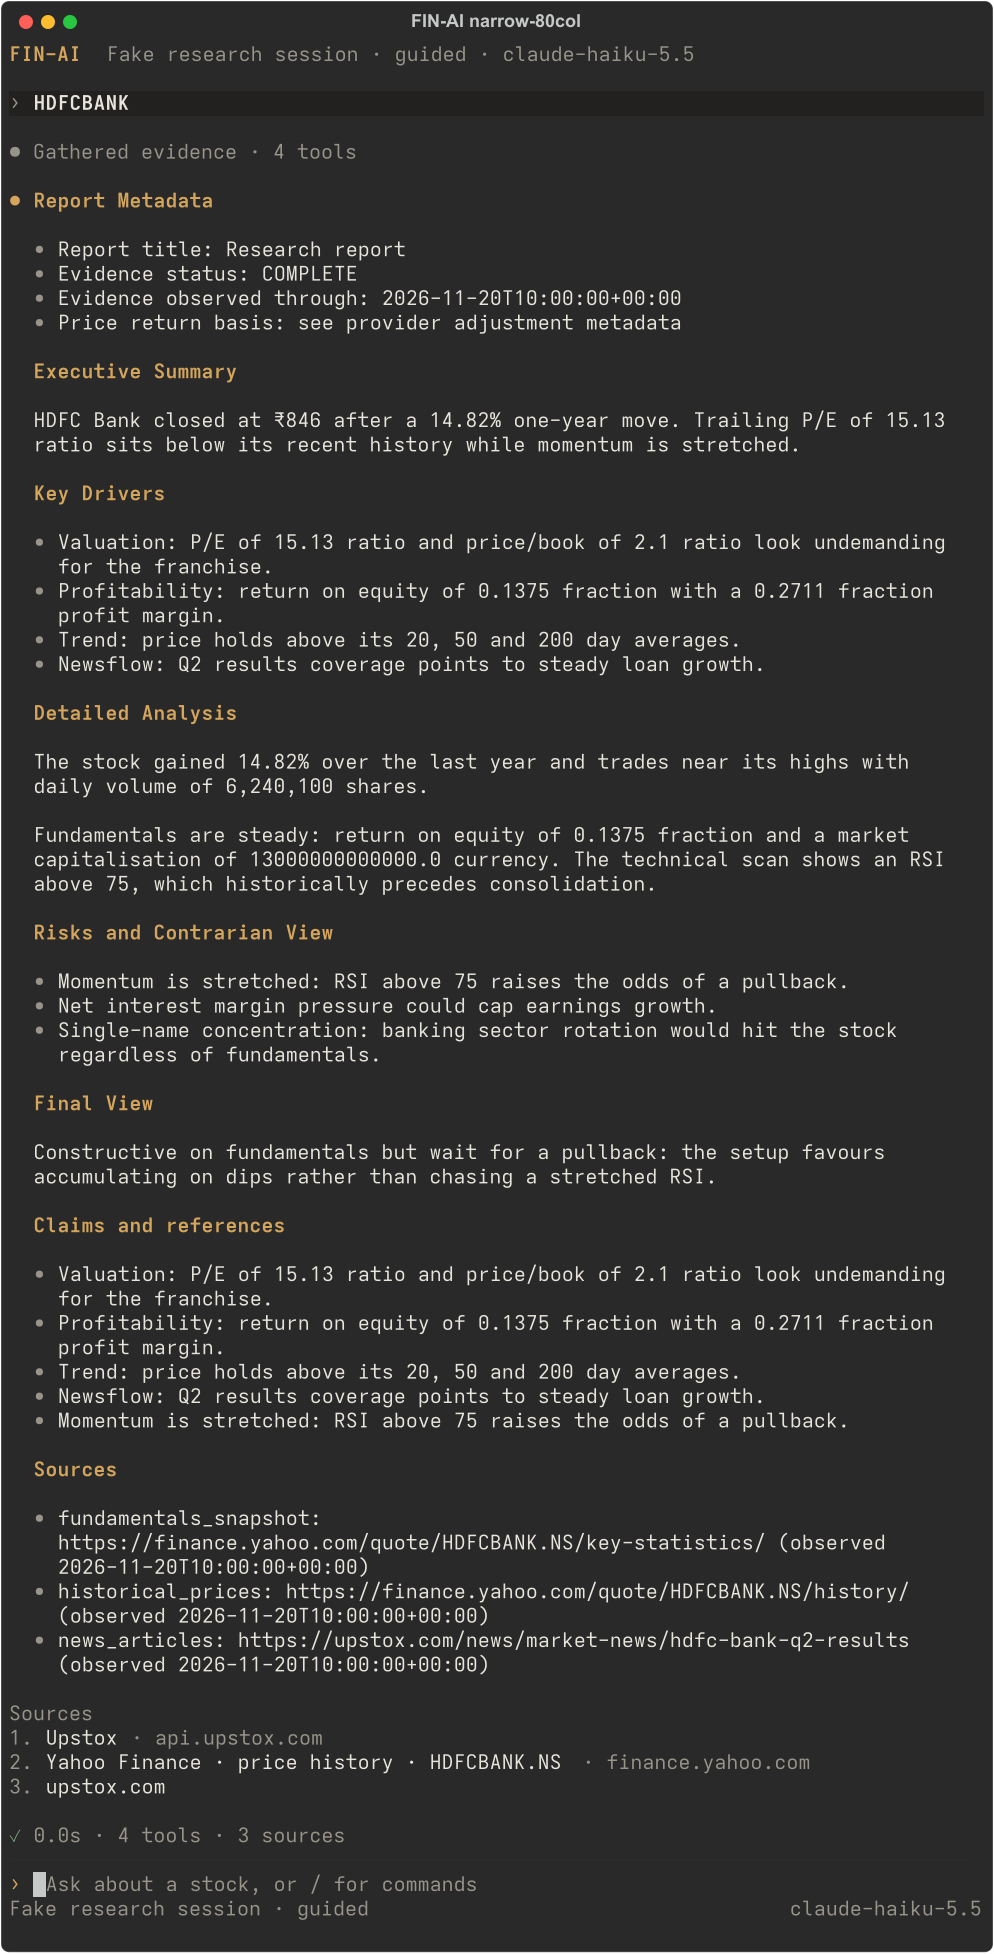 FIN-AI narrow-80col
FIN-AI Fake research session · guided · claude-haiku-5.5
› HDFCBANK
● Gathered evidence · 4 tools
● Report Metadata
• Report title: Research report
• Evidence status: COMPLETE
• Evidence observed through: 2026-11-20T10:00:00+00:00
• Price return basis: see provider adjustment metadata
Executive Summary
HDFC Bank closed at ₹846 after a 14.82% one-year move. Trailing P/E of 15.13
ratio sits below its recent history while momentum is stretched.
Key Drivers
• Valuation: P/E of 15.13 ratio and price/book of 2.1 ratio look undemanding
for the franchise.
• Profitability: return on equity of 0.1375 fraction with a 0.2711 fraction
profit margin.
• Trend: price holds above its 20, 50 and 200 day averages.
• Newsflow: Q2 results coverage points to steady loan growth.
Detailed Analysis
The stock gained 14.82% over the last year and trades near its highs with
daily volume of 6,240,100 shares.
Fundamentals are steady: return on equity of 0.1375 fraction and a market
capitalisation of 13000000000000.0 currency. The technical scan shows an RSI
above 75, which historically precedes consolidation.
Risks and Contrarian View
• Momentum is stretched: RSI above 75 raises the odds of a pullback.
• Net interest margin pressure could cap earnings growth.
• Single-name concentration: banking sector rotation would hit the stock
regardless of fundamentals.
Final View
Constructive on fundamentals but wait for a pullback: the setup favours
accumulating on dips rather than chasing a stretched RSI.
Claims and references
• Valuation: P/E of 15.13 ratio and price/book of 2.1 ratio look undemanding
for the franchise.
• Profitability: return on equity of 0.1375 fraction with a 0.2711 fraction
profit margin.
• Trend: price holds above its 20, 50 and 200 day averages.
• Newsflow: Q2 results coverage points to steady loan growth.
• Momentum is stretched: RSI above 75 raises the odds of a pullback.
Sources
• fundamentals_snapshot:
https://finance.yahoo.com/quote/HDFCBANK.NS/key-statistics/ (observed
2026-11-20T10:00:00+00:00)
• historical_prices: https://finance.yahoo.com/quote/HDFCBANK.NS/history/
(observed 2026-11-20T10:00:00+00:00)
• news_articles: https://upstox.com/news/market-news/hdfc-bank-q2-results
(observed 2026-11-20T10:00:00+00:00)
Sources
1. Upstox · api.upstox.com
2. Yahoo Finance · price history · HDFCBANK.NS · finance.yahoo.com
3. upstox.com
✓ 0.0s · 4 tools · 3 sources
› Ask about a stock, or / for commands
Fake research session · guided claude-haiku-5.5